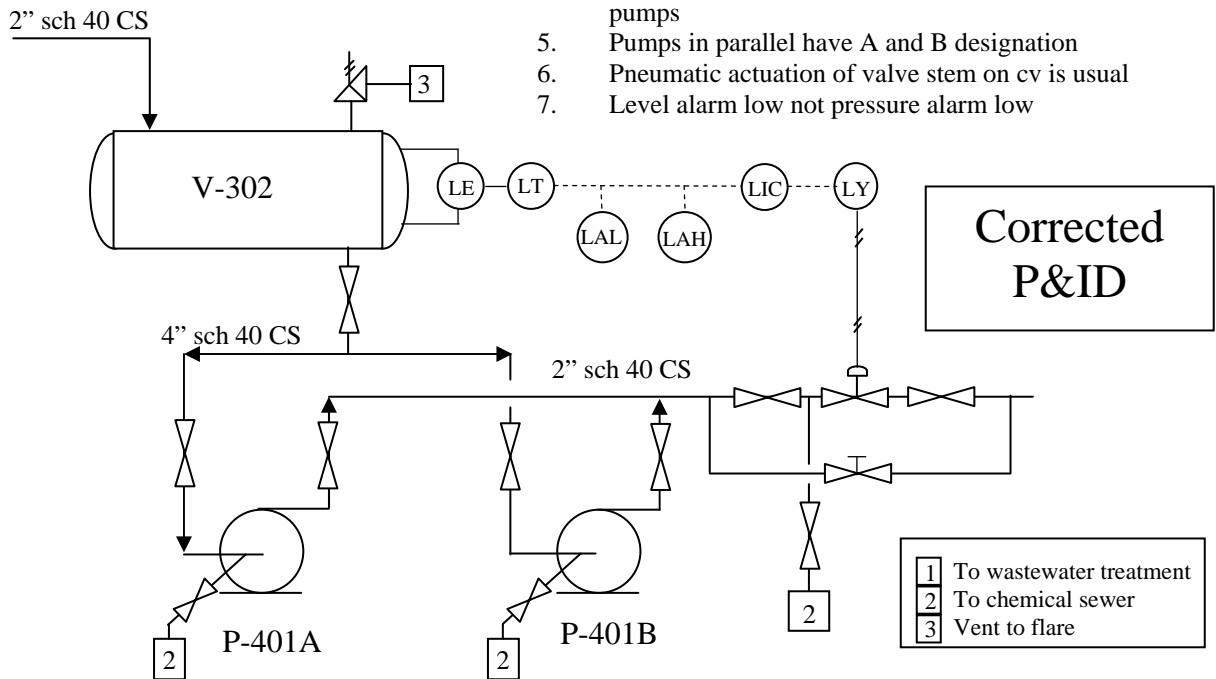 2” sch 40 CS
pumps
5. Pumps in parallel have A and B designation
6. Pneumatic actuation of valve stem on cv is usual
7. Level alarm low not pressure alarm low
3
V-302
LE
LT
LIC
LY
LAL
LAH
Corrected
P&ID
4” sch 40 CS
2” sch 40 CS
1 To wastewater treatment
2 To chemical sewer
3 Vent to flare
2
P-401A
2
P-401B
2